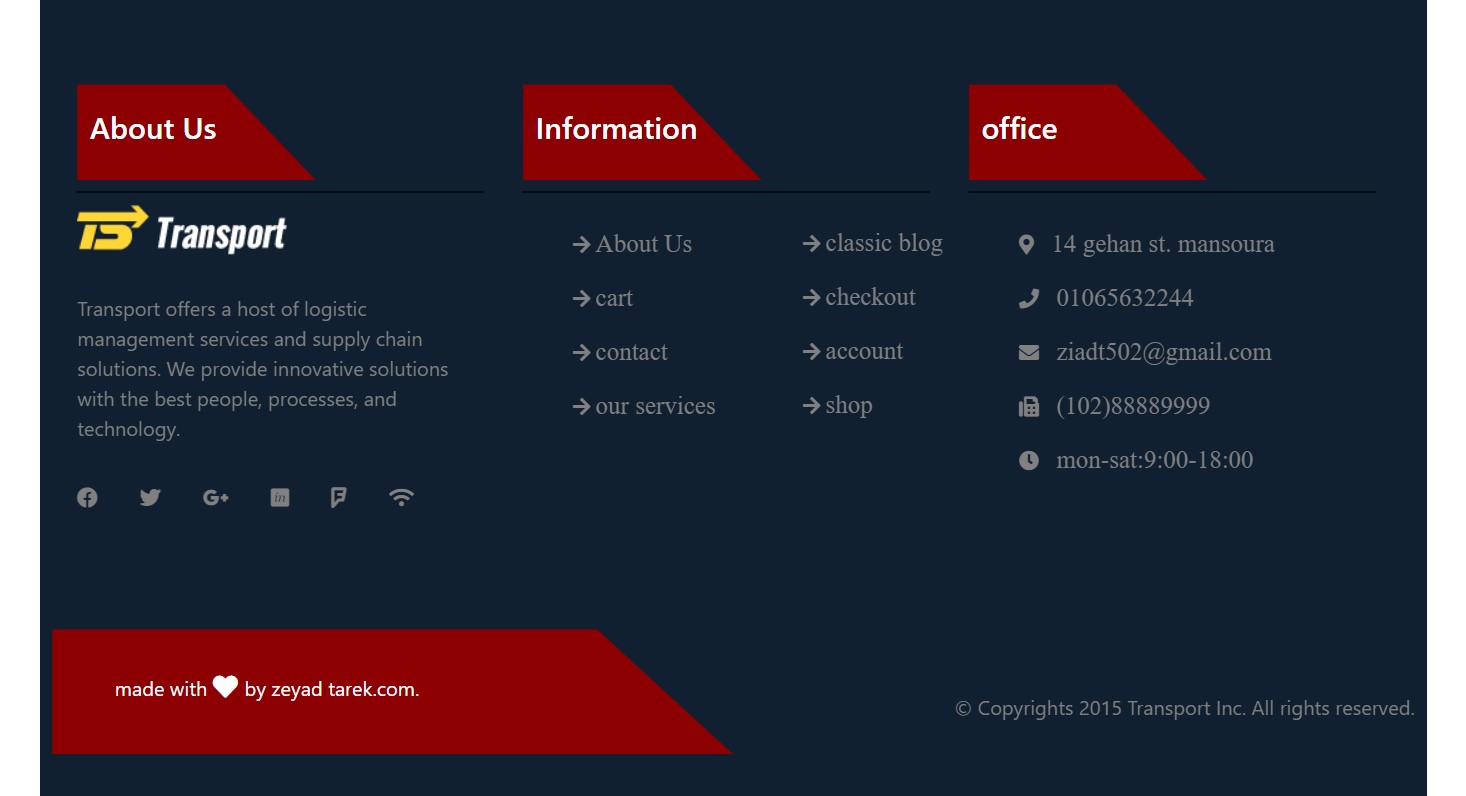 About Us
Transport
Transport offers a host of logistic
management services and supply chain
solutions. We provide innovative solutions
with the best people, processes, and
technology.
Information
About Us
cart
contact
our services
classic blog
checkout
account
shop
office
14 gehan st. mansoura
01065632244
ziadt502@gmail.com
(102)88889999
mon-sat:9:00-18:00
made with by zeyad tarek.com.
© Copyrights 2015 Transport Inc. All rights reserved.